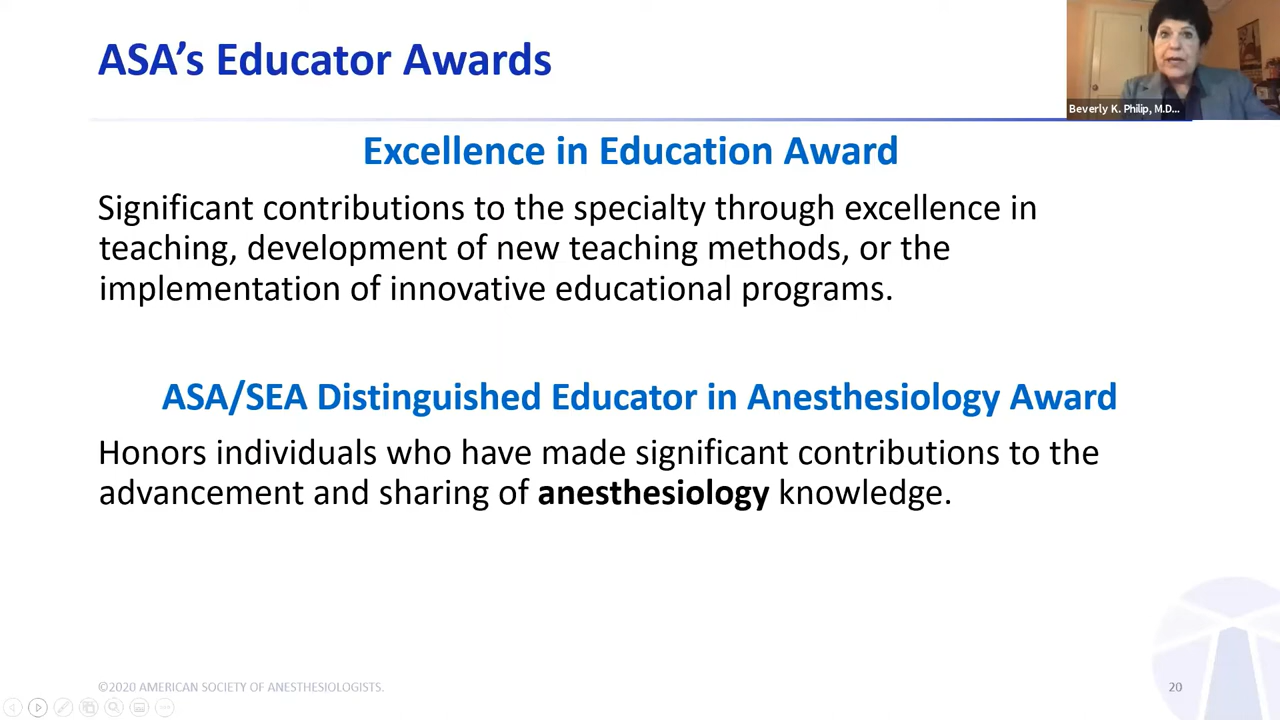 ASA’s Educator Awards
Beverly K. Philip, M.D...
Excellence in Education Award
Significant contributions to the specialty through excellence in
teaching, development of new teaching methods, or the
implementation of innovative educational programs.
ASA/SEA Distinguished Educator in Anesthesiology Award
Honors individuals who have made significant contributions to the
advancement and sharing of anesthesiology knowledge.
©2020 AMERICAN SOCIETY OF ANESTHESIOLOGISTS.
20